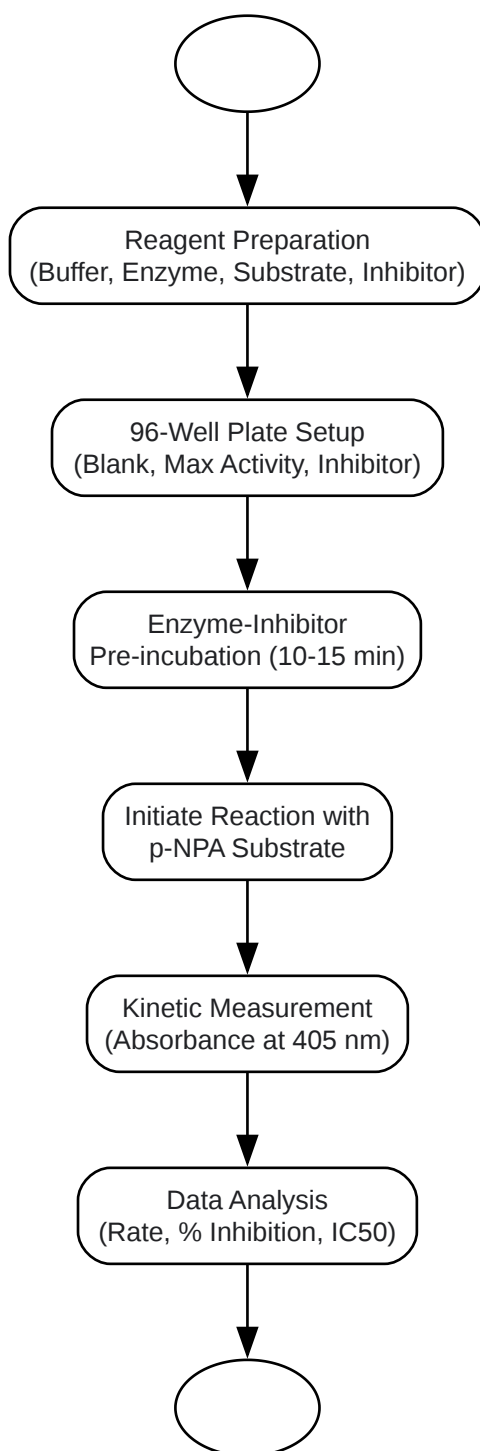 Reagent Preparation
(Buffer, Enzyme, Substrate, Inhibitor)
96-Well Plate Setup
(Blank, Max Activity, Inhibitor)
Enzyme-Inhibitor
Pre-incubation (10-15 min)
Initiate Reaction with
p-NPA Substrate
Kinetic Measurement
(Absorbance at 405 nm)
Data Analysis
(Rate, % Inhibition, IC50)